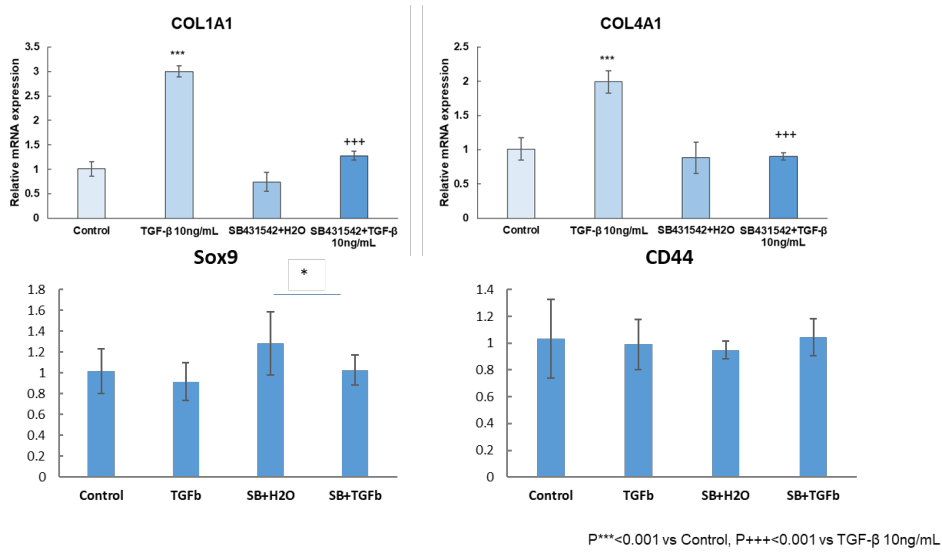 COL1A1
Relative mRNA expression
3.5
3
2.5
2
1.5
1
0.5
0
***
+++
Control
TGF-β 10ng/mL
SB431542+H2O
SB431542+TGF-β
10ng/mL
COL4A1
Relative mRNA expression
2.5
2
1.5
1
0.5
0
***
+++
Control
TGF-β 10ng/mL
SB431542+H2O
SB431542+TGF-β
10ng/mL
Sox9
*
1.8
1.6
1.4
1.2
1
0.8
0.6
0.4
0.2
0
Control
TGFb
SB+H2O
SB+TGFb
CD44
1.4
1.2
1
0.8
0.6
0.4
0.2
0
Control
TGFb
SB+H2O
SB+TGFb
P***<0.001 vs Control, P+++<0.001 vs TGF-β 10ng/mL